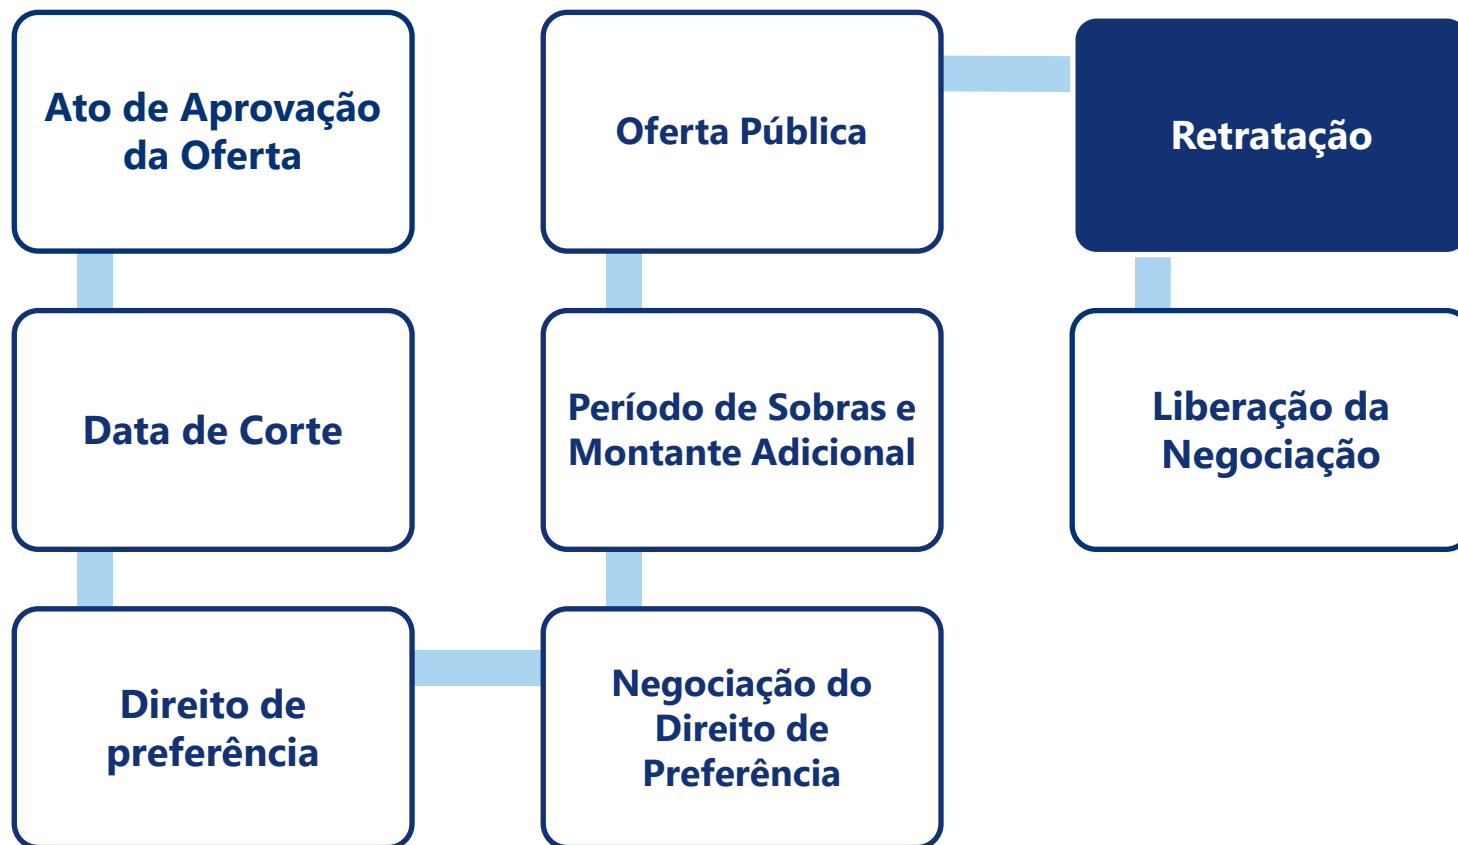 Ato de Aprovação
da Oferta
Data de Corte
Direito de
preferência
Negociação do
Direito de
Preferência
Período de Sobras e
Montante Adicional
Oferta Pública
Retratação
Liberação da
Negociação